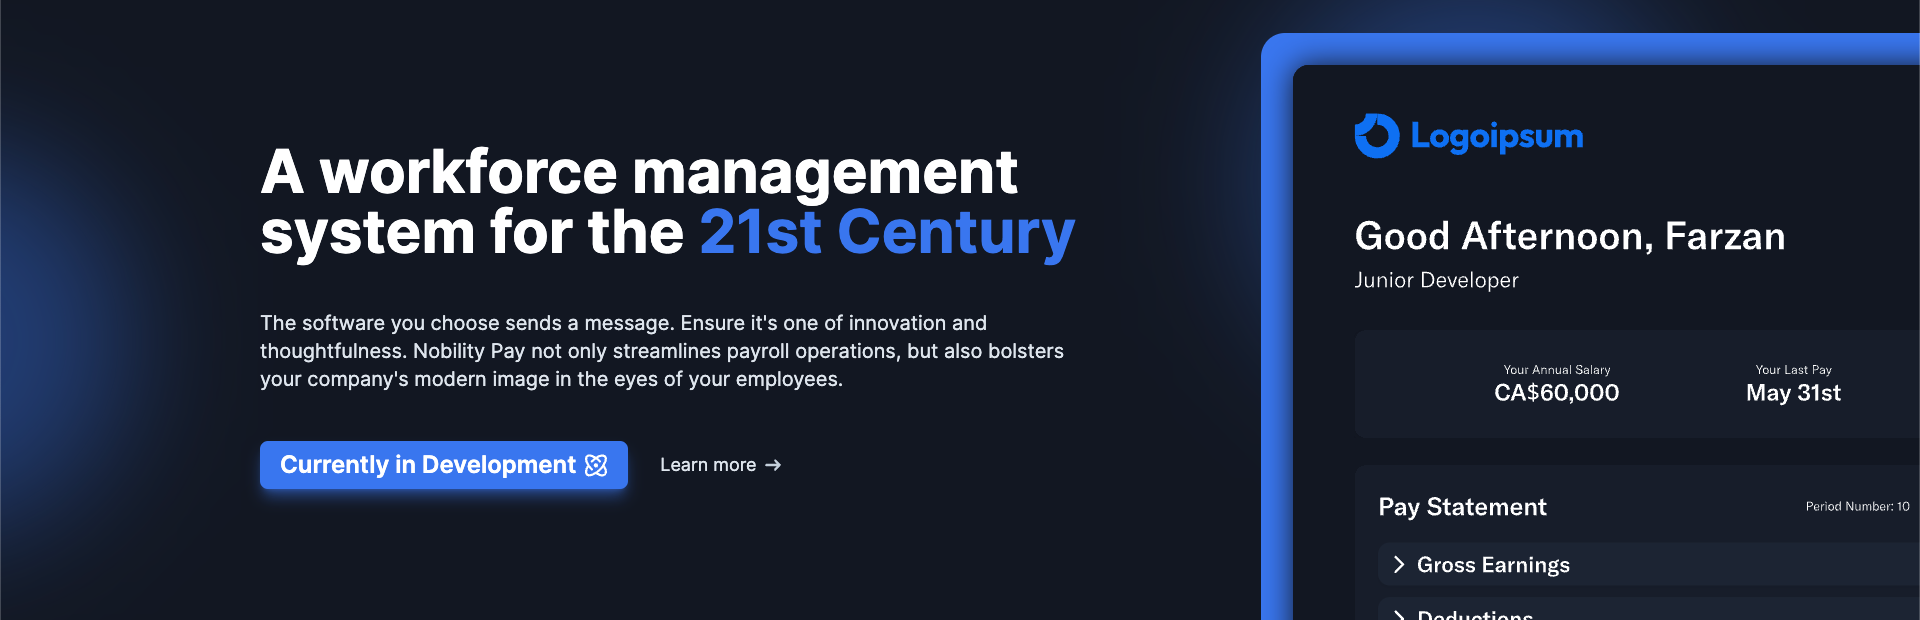 A workforce management
system for the 21st Century
The software you choose sends a message. Ensure it's one of innovation and
thoughtfulness. Nobility Pay not only streamlines payroll operations, but also bolsters
your company's modern image in the eyes of your employees.
Currently in Development
Learn more →
Logoipsum
Good Afternoon, Farzan
Junior Developer
Your Annual Salary
CA$60,000
Your Last Pay
May 31st
Pay Statement
Period Number: 10
Gross Earnings
Deductions